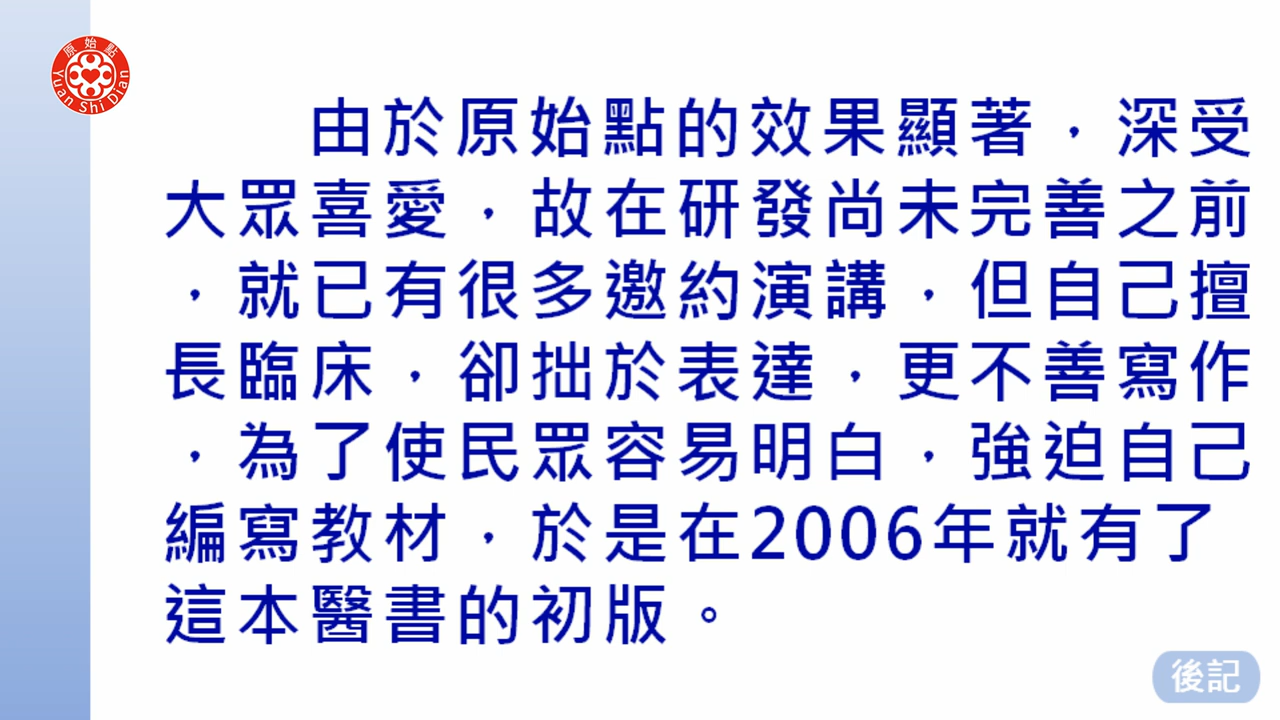 原始點
Yuan Shi Dian
由於原始點的效果顯著，深受
大眾喜愛，故在研發尚未完善之前
，就已有很多邀約演講，但自己擅
長臨床，卻拙於表達，更不善寫作
，為了使民眾容易明白，強迫自己
編寫教材，於是在2006年就有了
這本醫書的初版。
後記